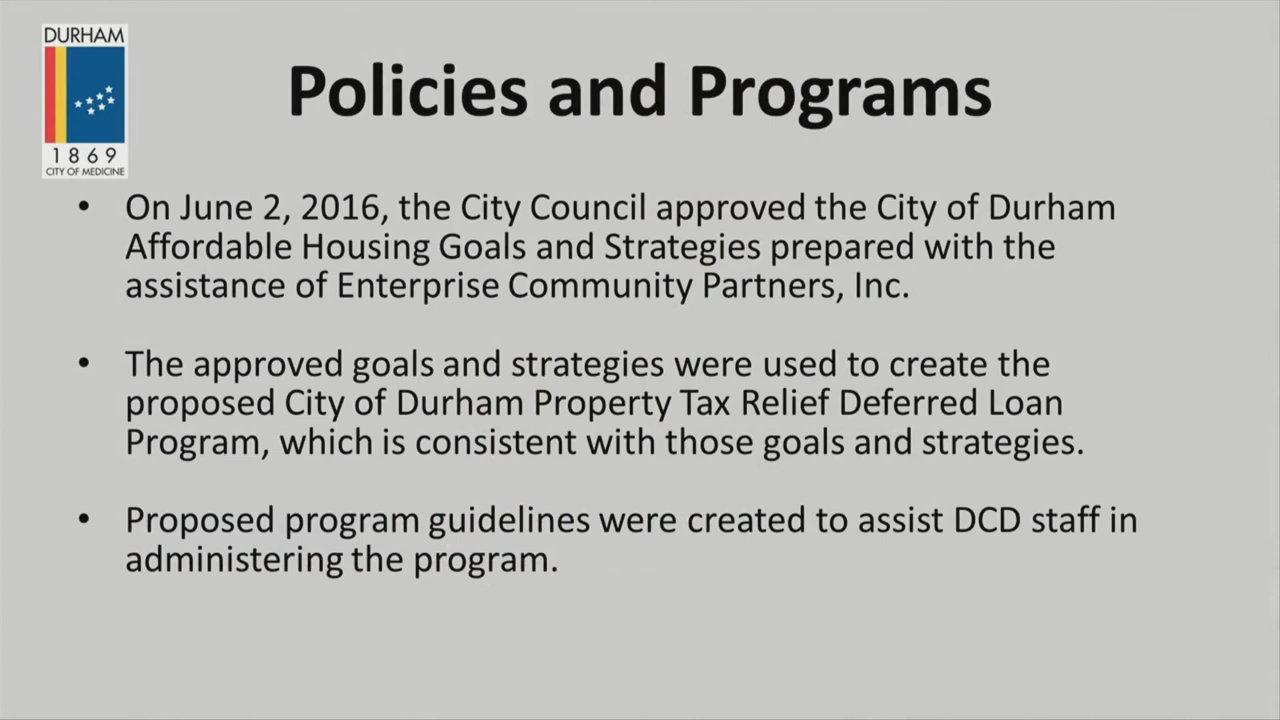 DURHAM
1869
CITY OF MEDICINE
Policies and Programs
• On June 2, 2016, the City Council approved the City of Durham
Affordable Housing Goals and Strategies prepared with the
assistance of Enterprise Community Partners, Inc.
• The approved goals and strategies were used to create the
proposed City of Durham Property Tax Relief Deferred Loan
Program, which is consistent with those goals and strategies.
• Proposed program guidelines were created to assist DCD staff in
administering the program.